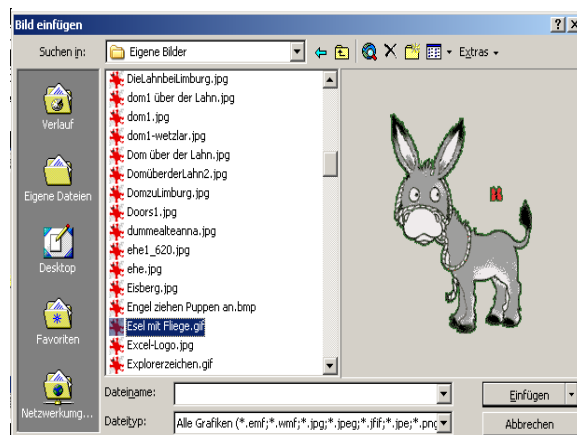 Bild einfügen
Suchen in: Eigene Bilder Extras
Verlauf
Eigene Dateien
Desktop
Favoriten
Netzwerkumg...
DieLahnbeiLimburg.jpg
dom1 über der Lahn.jpg
dom1.jpg
dom1-wetzlar.jpg
Dom über der Lahn.jpg
DomüberderLahn2.jpg
DomzuLimburg.jpg
Doors1.jpg
dummealteanna.jpg
ehe1_620.jpg
ehe.jpg
Eisberg.jpg
Engel ziehen Puppen an.bmp
Esel mit Fliege.gif
Excel-Logo.jpg
Explorerzeichen.gif
Dateiname: Einfügen
Dateityp: Alle Grafiken (*.emf;*.wmf;*.jpg;*.jpeg;*.jfif;*.jpe;*.png Abbrechen